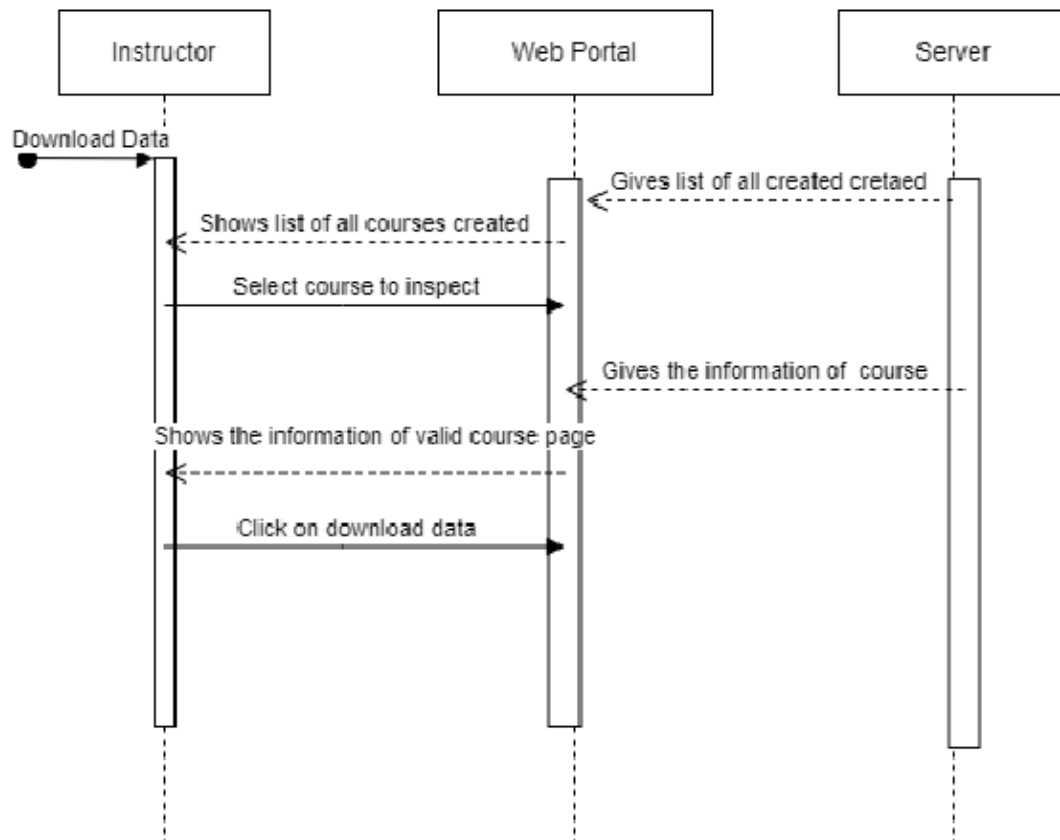 Instructor
Web Portal
Server
Download Data
Gives list of all created cretaed
Shows list of all courses created
Select course to inspect
Gives the information of course
Shows the information of valid course page
Click on download data